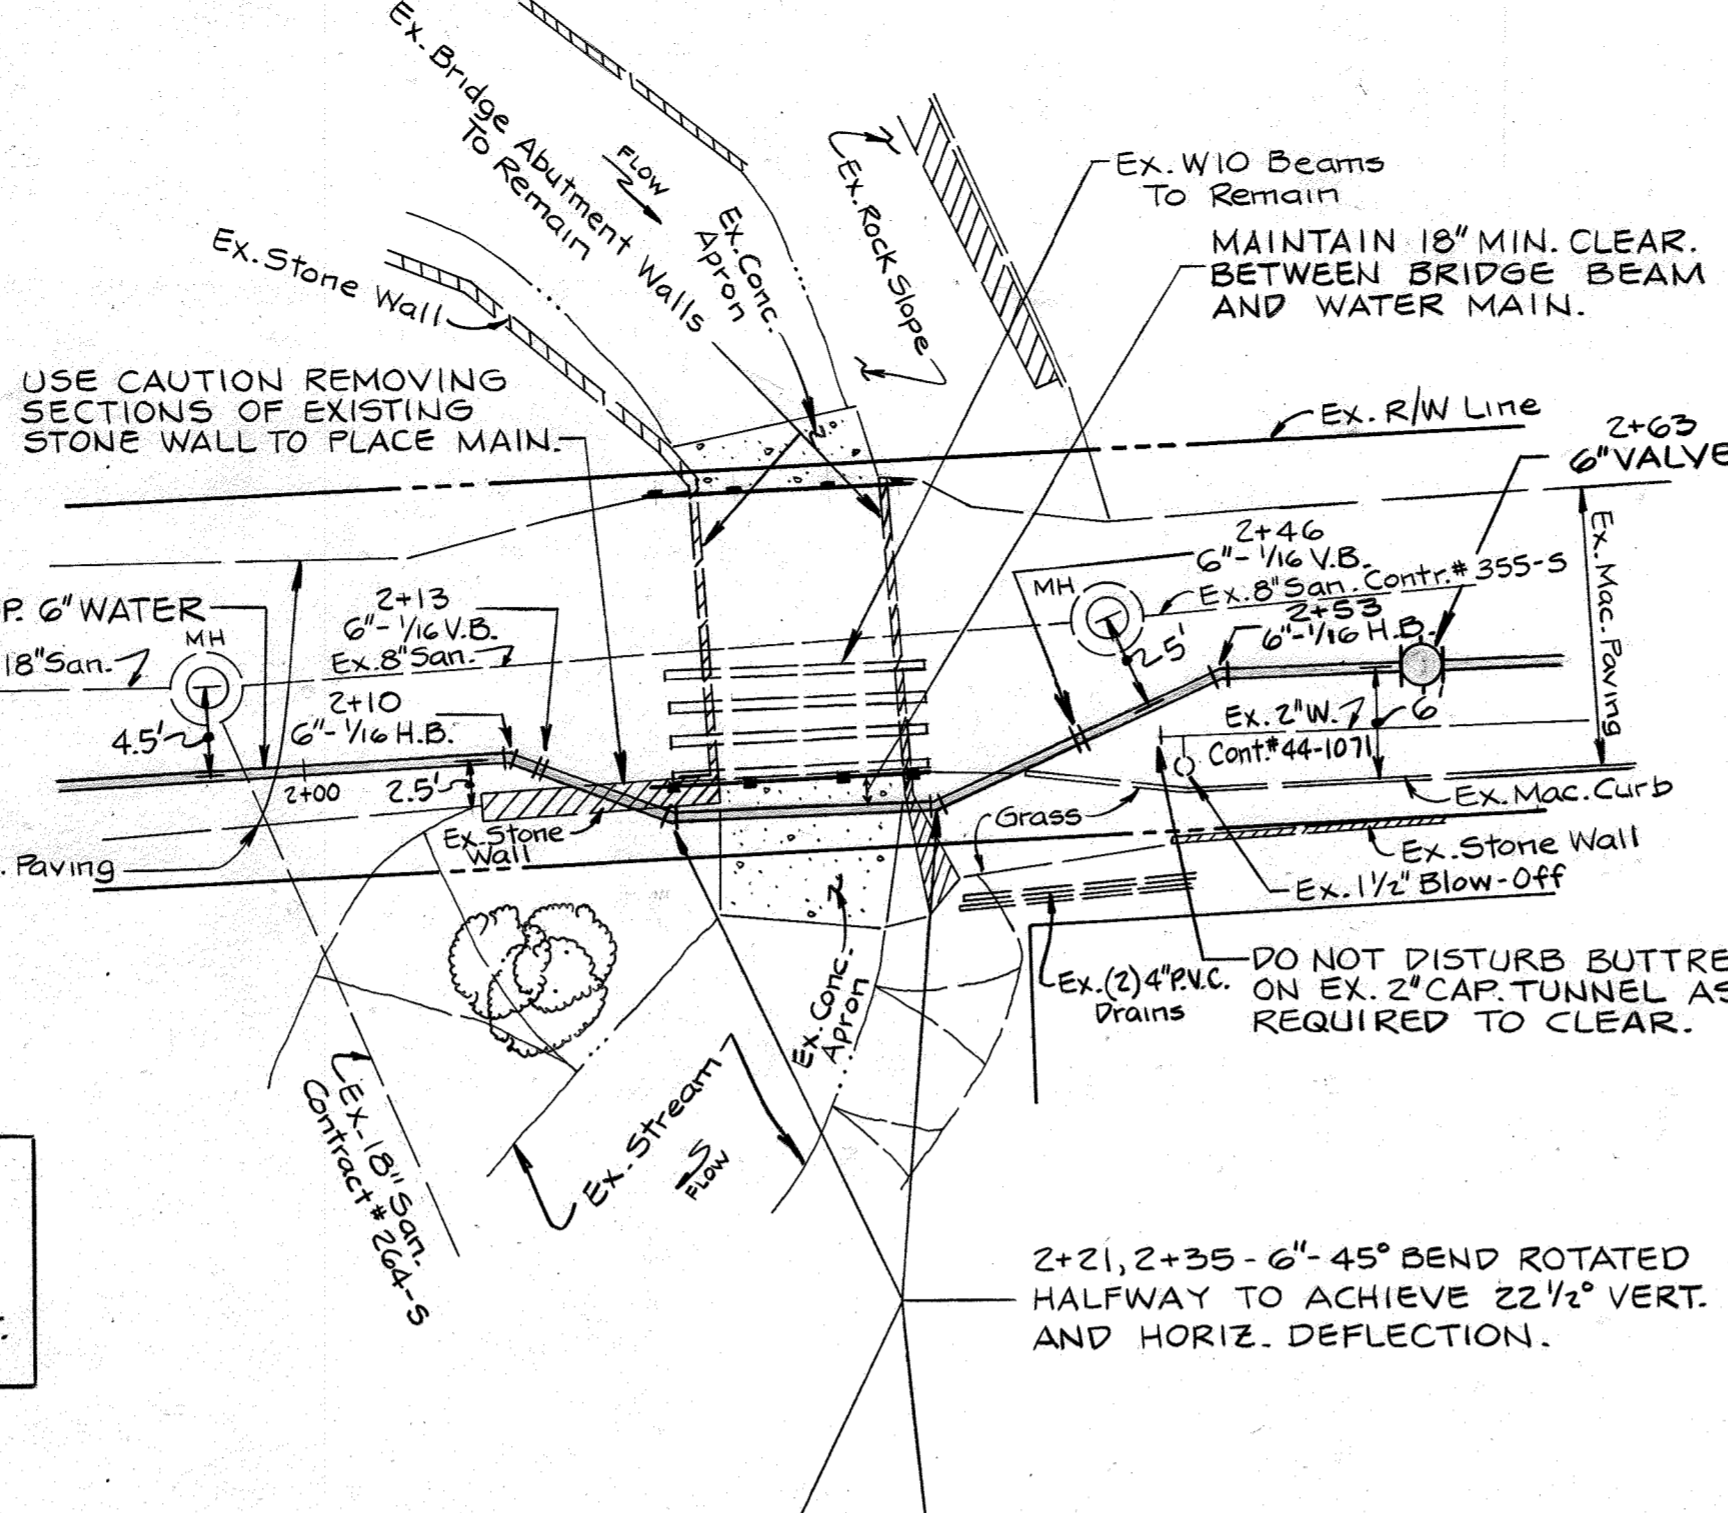 Ex. Bridge Abutment Walls
To Remain
FLOW
Ex. Conc.
Apron
Ex. Rock Slope
Ex. W10 Beams
To Remain
MAINTAIN 18" MIN. CLEAR.
BETWEEN BRIDGE BEAM
AND WATER MAIN.
Ex. Stone Wall
USE CAUTION REMOVING
SECTIONS OF EXISTING
STONE WALL TO PLACE MAIN.
Ex. R/W Line
2+63
6" VALVE
Ex. Mac. Paving
2+46
6"-1/16 V.B.
MH
Ex. 8" San. Contr. # 355-S
2+53
6"-1/16 H.B.
2.5'
P. 6" WATER
MH
18" San.
2+13
6"-1/16 V.B.
Ex. 8" San.
2+10
6"-1/16 H.B.
4.5'
2+00
2.5'
Ex. 2" W.
Cont# 44-1071
6'
Ex. Mac. Curb
Grass
Ex. Stone
Wall
. Paving
Ex. Stone Wall
Ex. 1 1/2" Blow-Off
Ex. (2) 4" P.V.C.
Drains
DO NOT DISTURB BUTTRE
ON EX. 2" CAP. TUNNEL AS
REQUIRED TO CLEAR.
Ex. Conc.
Apron
Ex. Stream
FLOW
Ex. 18" San.
Contract # 264-S
2+21, 2+35 - 6"- 45° BEND ROTATED
HALFWAY TO ACHIEVE 22 1/2° VERT.
AND HORIZ. DEFLECTION.